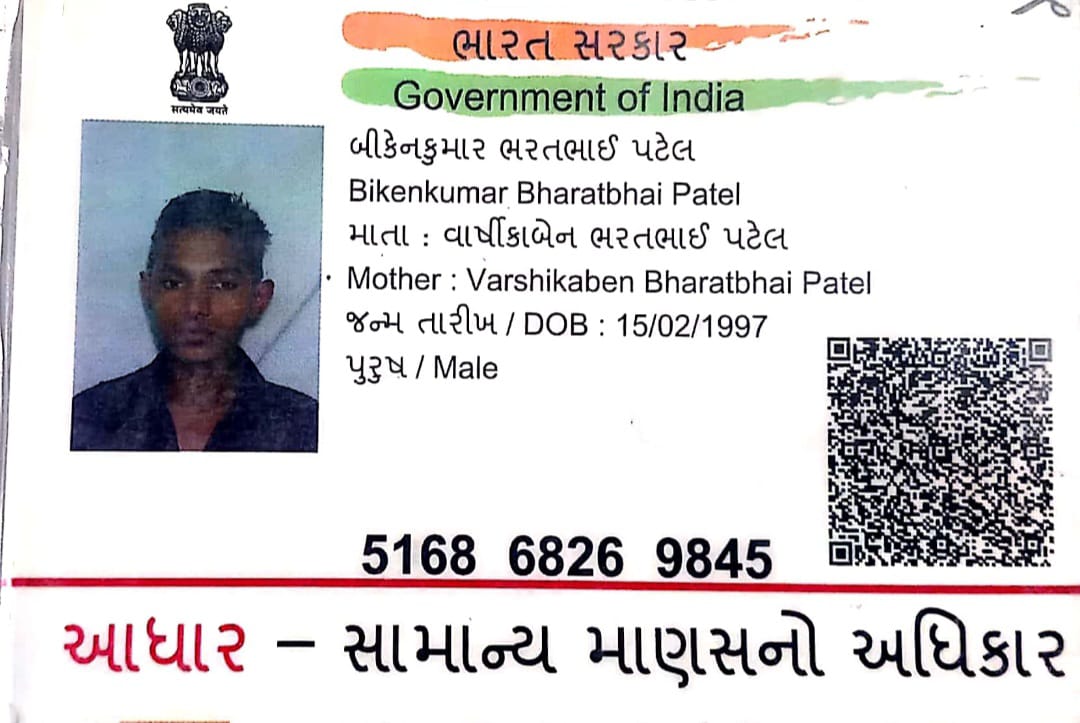 सत्यमेव जयते
ભારત સરકાર
Government of India
બીકેનકુમાર ભરતભાઈ પટેલ
Bikenkumar Bharatbhai Patel
માતા : વાર્ષીકાબેન ભરતભાઈ પટેલ
Mother : Varshikaben Bharatbhai Patel
જન્મ તારીખ / DOB : 15/02/1997
પુરુષ / Male
5168 6826 9845
આધાર – સામાન્ય માણસનો અધિકાર